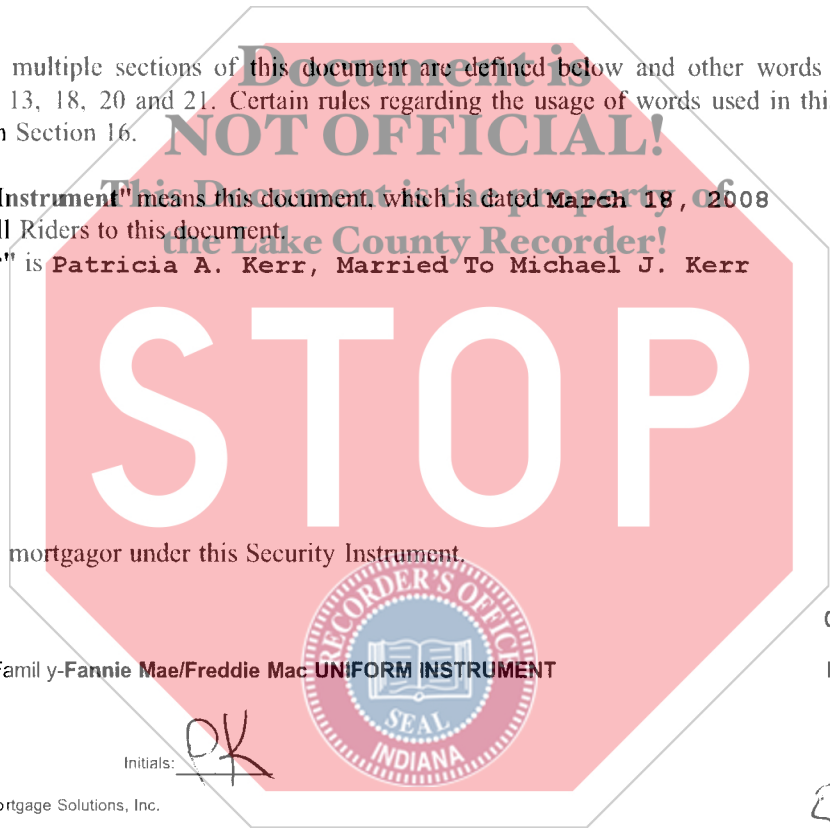 multiple sections of this document are defined below and other words
Document is
13, 18, 20 and 21. Certain rules regarding the usage of words used in thi
n Section 16.
NOT OFFICIAL!
Instrument" means this document, which is dated March 18, 2008
This Document is the property of
ll Riders to this document.
the Lake County Recorder!
" is Patricia A. Kerr, Married To Michael J. Kerr
STOP
mortgagor under this Security Instrument.
RECORDER'S OFFICE
Family-Fannie Mae/Freddie Mac UNIFORM INSTRUMENT
SEAL
INDIANA
Initials: PK
ortgage Solutions, Inc.